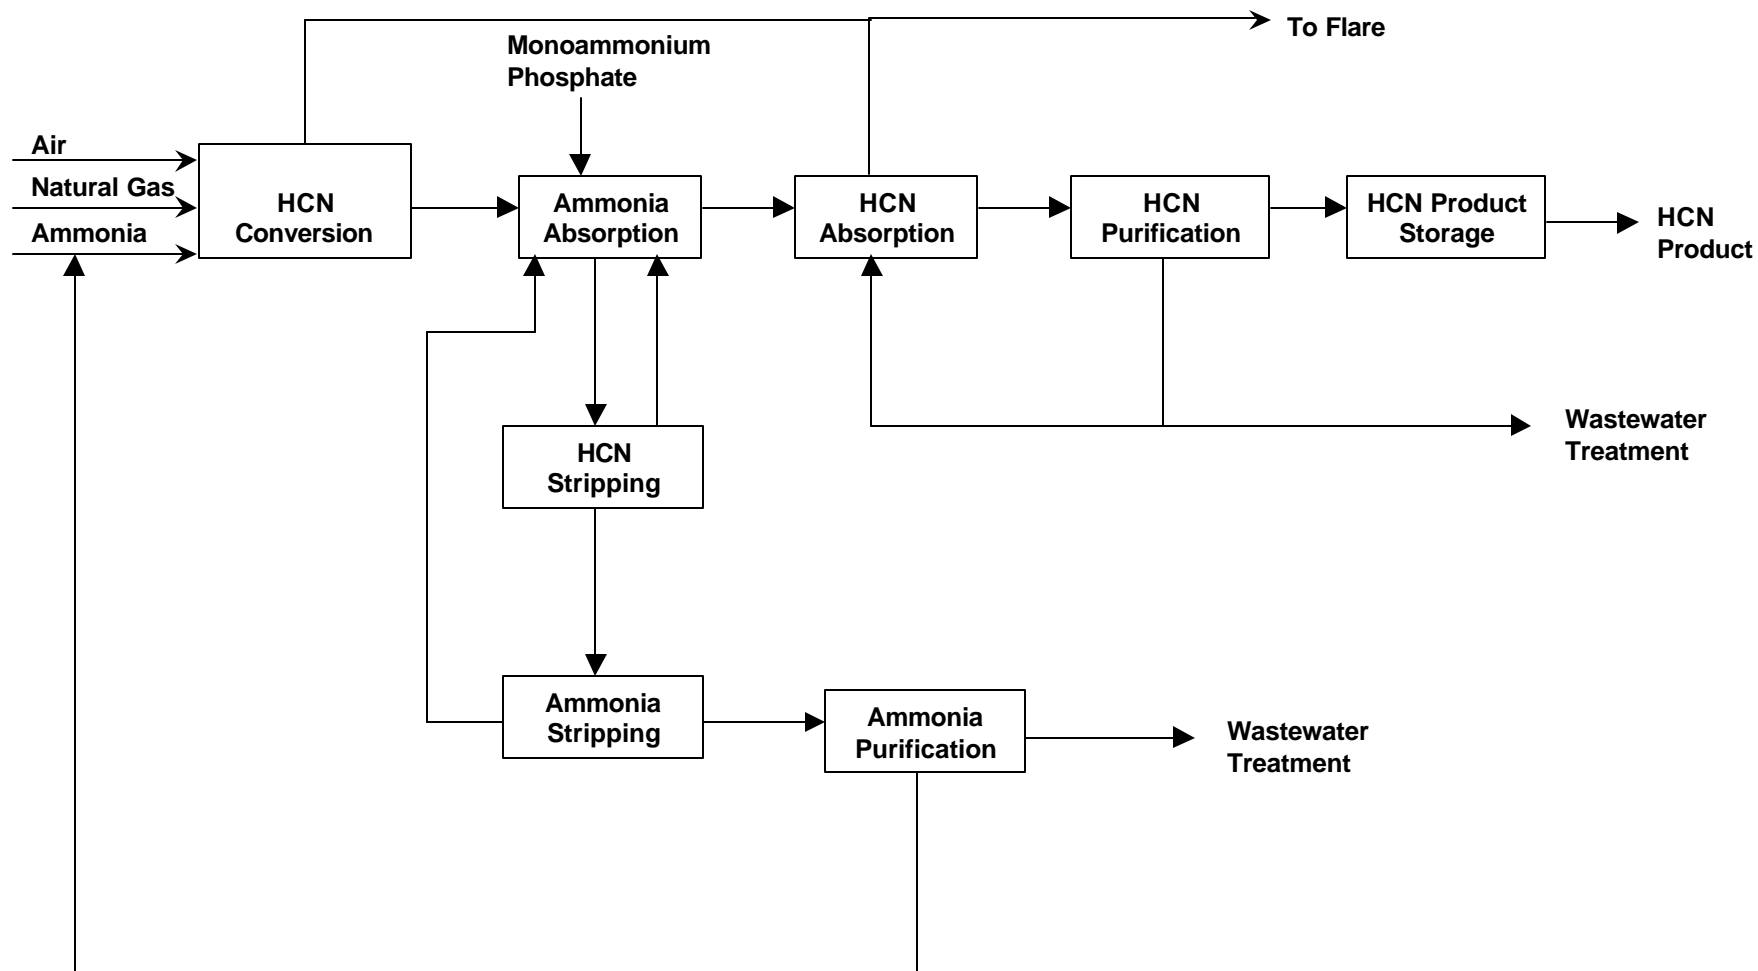 To Flare
Monoammonium
Phosphate
Air
Natural Gas
Ammonia
HCN
Conversion
Ammonia
Absorption
HCN
Absorption
HCN
Purification
HCN Product
Storage
HCN
Product
HCN
Stripping
Wastewater
Treatment
Ammonia
Stripping
Ammonia
Purification
Wastewater
Treatment